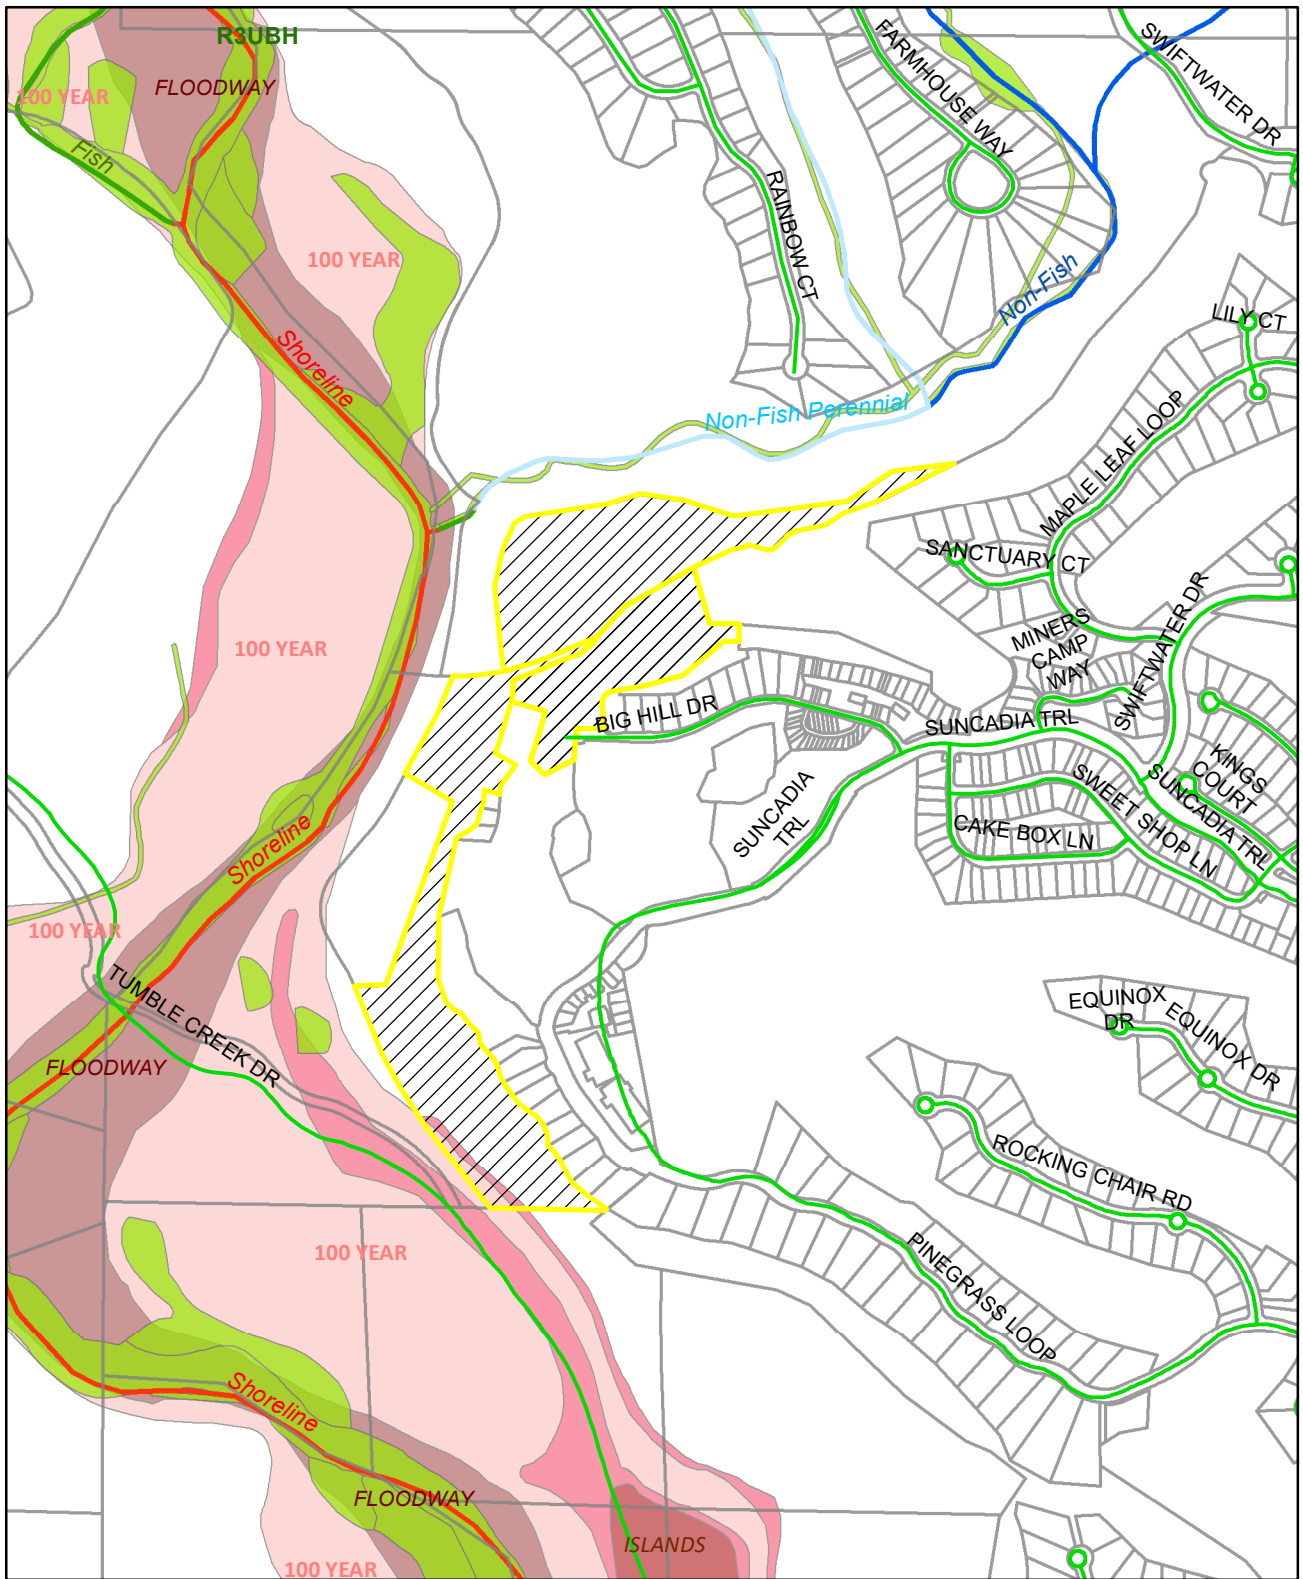 R3UBH
FLOODWAY
100 YEAR
Fish
100 YEAR
Shoreline
FARMHOUSE WAY
SWIFTWATER DR
RAINBOW CT
Non-Fish
LILY CT
Non-Fish Perennial
MAPLE LEAF LOOP
SANCTUARY CT
100 YEAR
MINERS
CAMP
WAY
SWIFTWATER DR
BIG HILL DR
SUNCADIA TRL
KINGS
COURT
SUNCADIA
TRL
SWEET SHOP LN
SUNCADIA TRL
CAKE BOX LN
Shoreline
100 YEAR
TUMBLE CREEK DR
FLOODWAY
EQUINOX
DR
EQUINOX DR
ROCKING CHAIR RD
100 YEAR
PINEGRASS LOOP
Shoreline
FLOODWAY
ISLANDS
100 YEAR